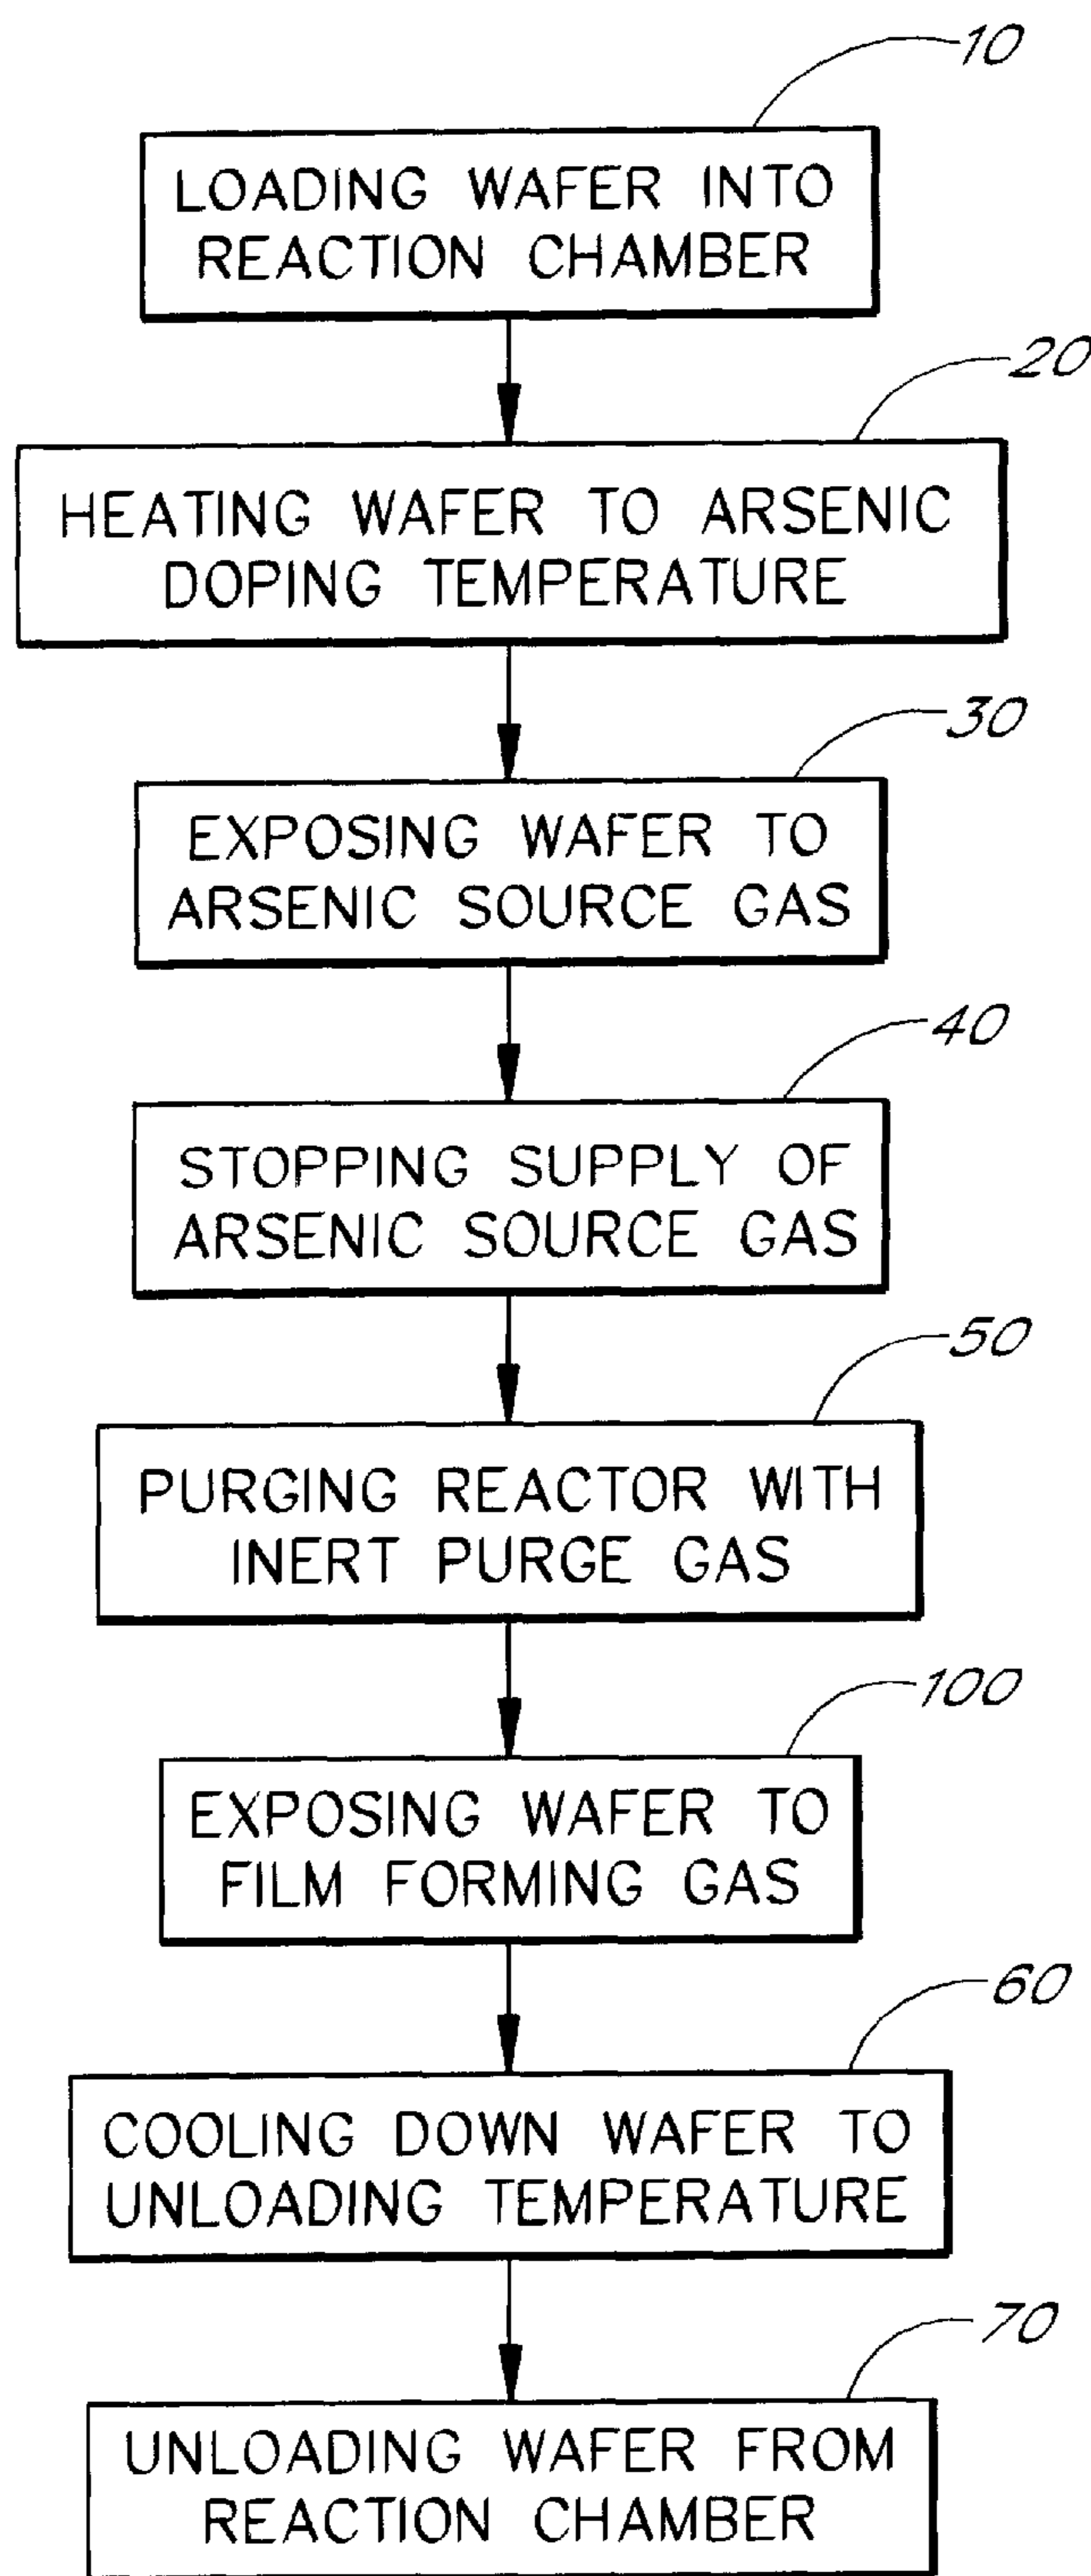 10
LOADING WAFER INTO
REACTION CHAMBER
20
HEATING WAFER TO ARSENIC
DOPING TEMPERATURE
30
EXPOSING WAFER TO
ARSENIC SOURCE GAS
40
STOPPING SUPPLY OF
ARSENIC SOURCE GAS
50
PURGING REACTOR WITH
INERT PURGE GAS
100
EXPOSING WAFER TO
FILM FORMING GAS
60
COOLING DOWN WAFER TO
UNLOADING TEMPERATURE
70
UNLOADING WAFER FROM
REACTION CHAMBER